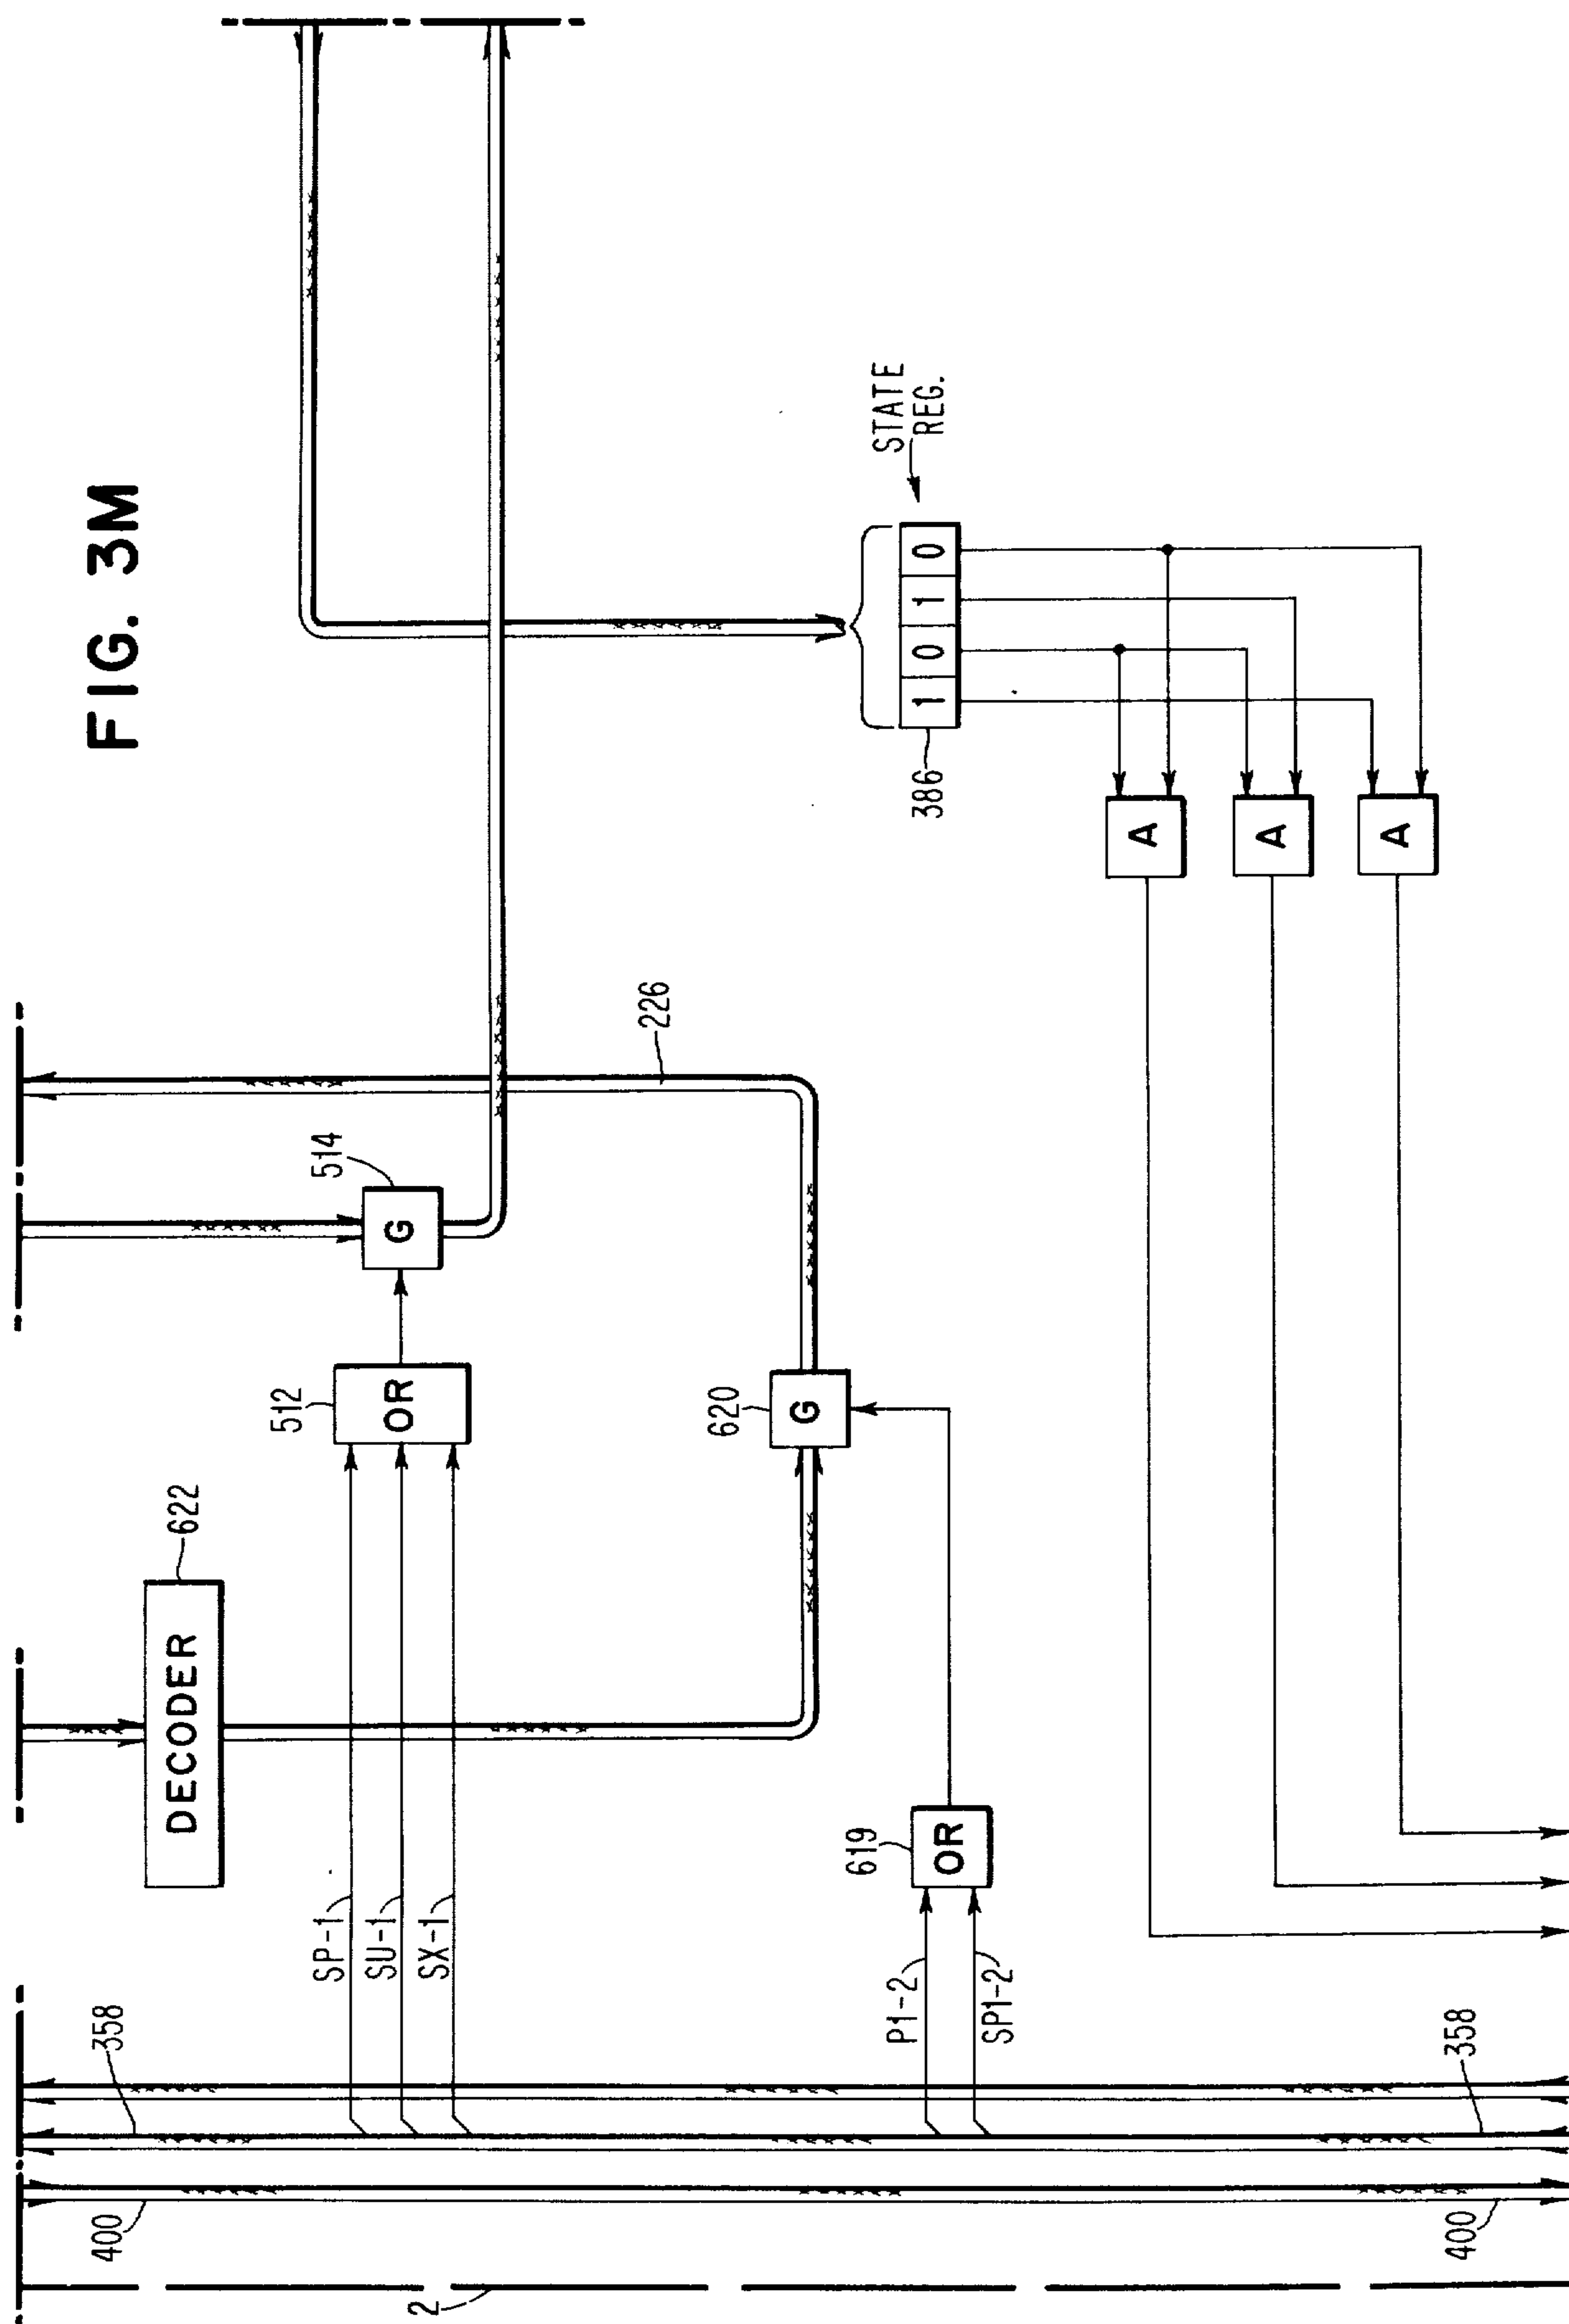 FIG. 3M
358
400
2
SP-1
SU-1
SX-1
DECODER
622
512
OR
514
G
226
P1-2
SP1-2
619
OR
620
G
STATE
REG.
386
1 0 1 0
A
A
A
358
400